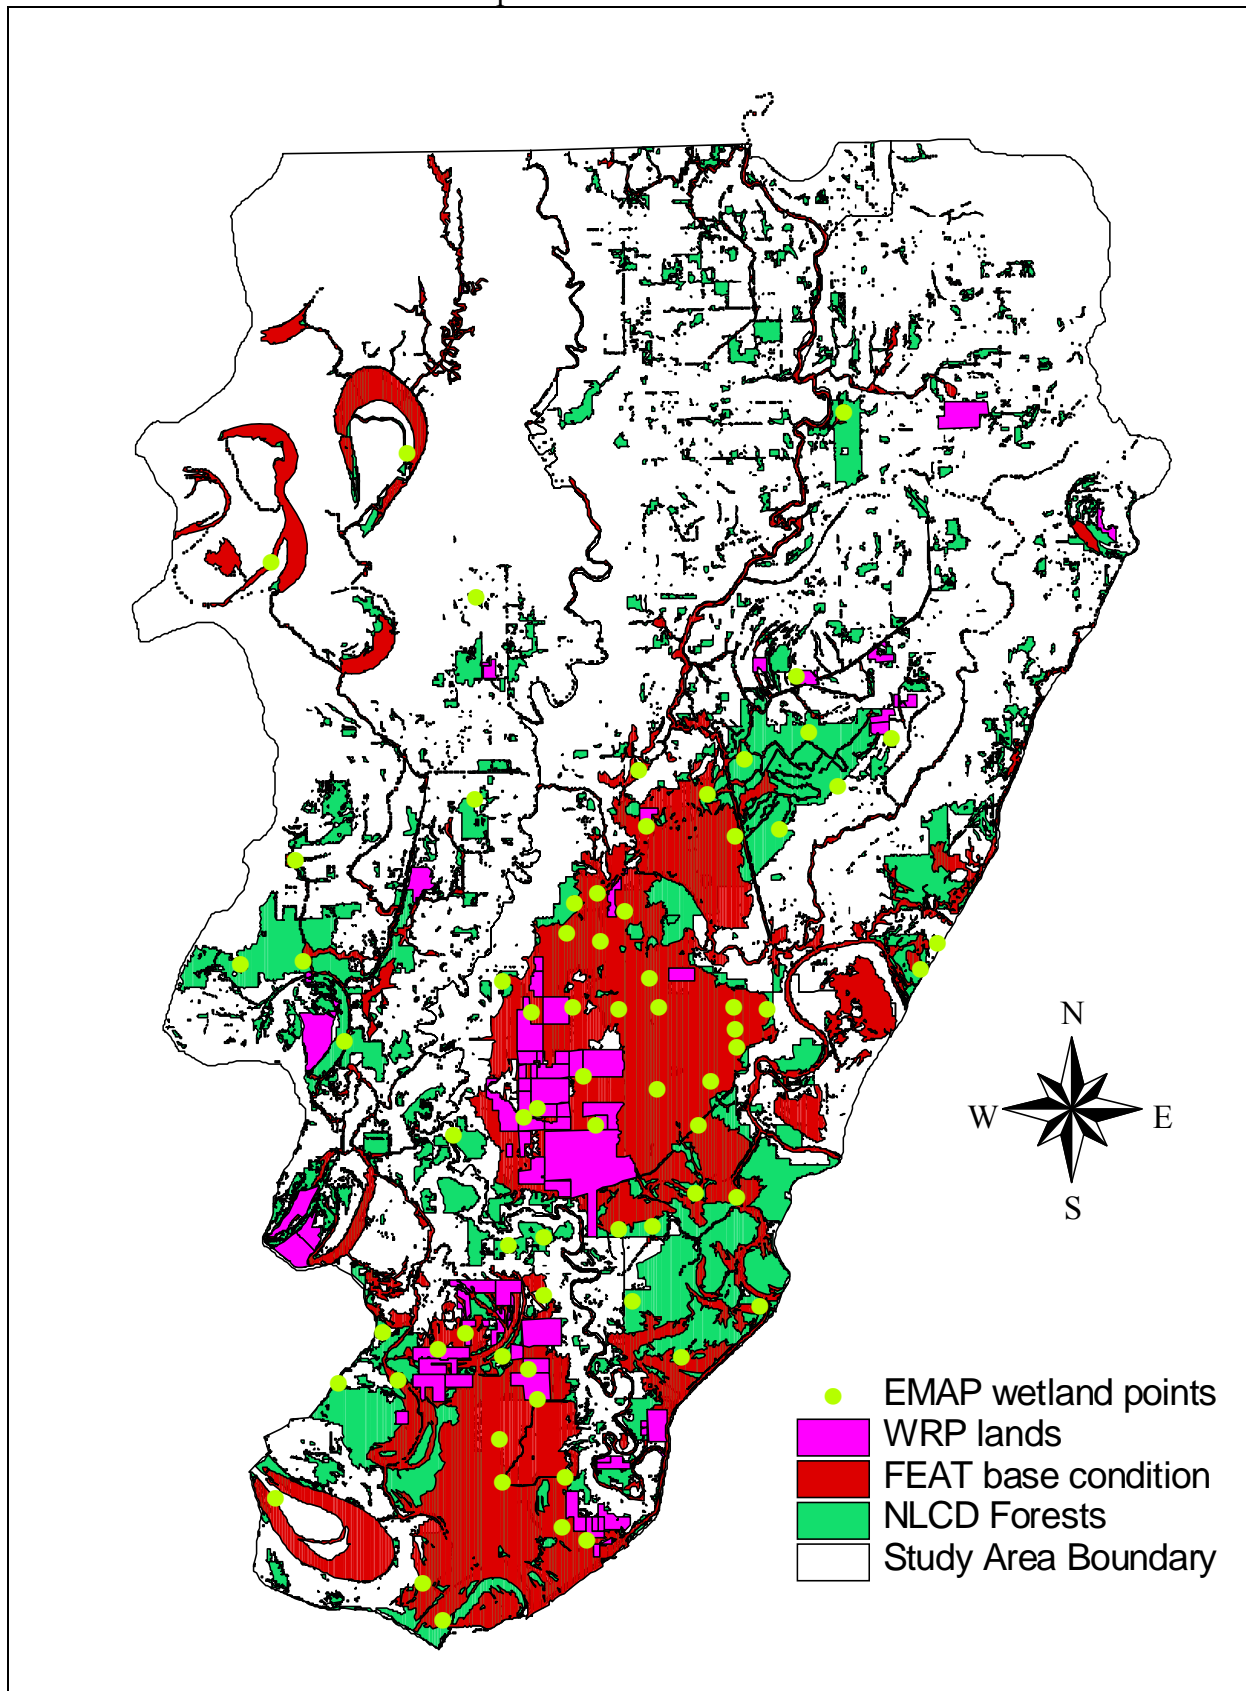 N
W E
S
EMAP wetland points
WRP lands
FEAT base condition
NLCD Forests
Study Area Boundary